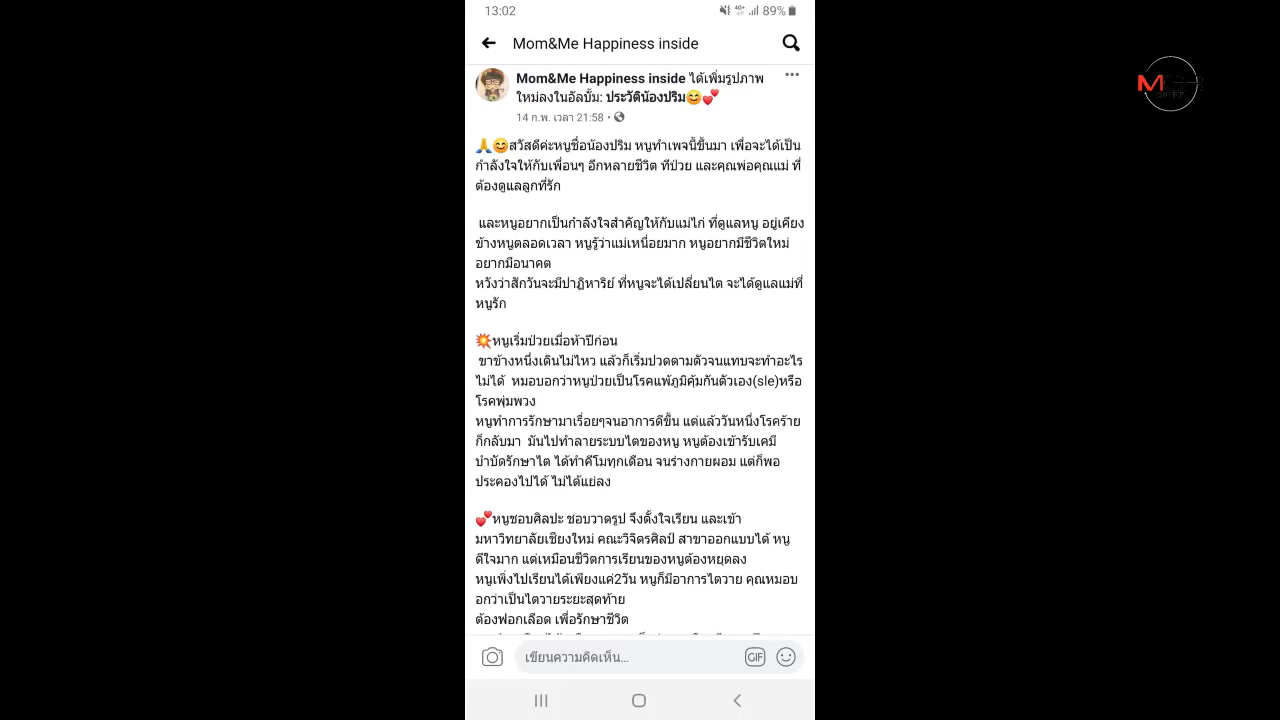 13:02
4G+ 89%
Mom&Me Happiness inside
Mom&Me Happiness inside ได้เพิ่มรูปภาพ
ใหม่ลงในอัลบั้ม: ประวัติน้องปริม😊💕
14 ก.พ. เวลา 21:58 •
🙏😊สวัสดีค่ะหนูชื่อน้องปริม หนูทำเพจนี้ขึ้นมา เพื่อจะได้เป็น
กำลังใจให้กับเพื่อนๆ อีกหลายชีวิต ทีป่วย และคุณพ่อคุณแม่ ที่
ต้องดูแลลูกที่รัก
และหนูอยากเป็นกำลังใจสำคัญให้กับแม่ไก่ ที่ดูแลหนู อยู่เคียง
ข้างหนูตลอดเวลา หนูรู้ว่าแม่เหนื่อยมาก หนูอยากมีชีวิตใหม่
อยากมีอนาคต
หวังว่าสักวันจะมีปาฏิหาริย์ ที่หนูจะได้เปลี่ยนไต จะได้ดูแลแม่ที่
หนูรัก
💥หนูเริ่มป่วยเมื่อห้าปีก่อน
ขาข้างหนึ่งเดินไม่ไหว แล้วก็เริ่มปวดตามตัวจนแทบจะทำอะไร
ไม่ได้ หมอบอกว่าหนูป่วยเป็นโรคแพ้ภูมิคุ้มกันตัวเอง(sle)หรือ
โรคพุ่มพวง
หนูทำการรักษามาเรื่อยๆจนอาการดีขึ้น แต่แล้ววันหนึ่งโรคร้าย
ก็กลับมา มันไปทำลายระบบไตของหนู หนูต้องเข้ารับเคมี
บำบัดรักษาไต ได้ทำคีโมทุกเดือน จนร่างกายผอม แต่ก็พอ
ประคองไปได้ ไม่ได้แย่ลง
💕หนูชอบศิลปะ ชอบวาดรูป จึงตั้งใจเรียน และเข้า
มหาวิทยาลัยเชียงใหม่ คณะวิจิตรศิลป์ สาขาออกแบบได้ หนู
ดีใจมาก แต่เหมือนชีวิตการเรียนของหนูต้องหยุดลง
หนูเพิ่งไปเรียนได้เพียงแค่2วัน หนูก็มีอาการไตวาย คุณหมอบ
อกว่าเป็นไตวายระยะสุดท้าย
ต้องฟอกเลือด เพื่อรักษาชีวิต
เขียนความคิดเห็น...
GIF